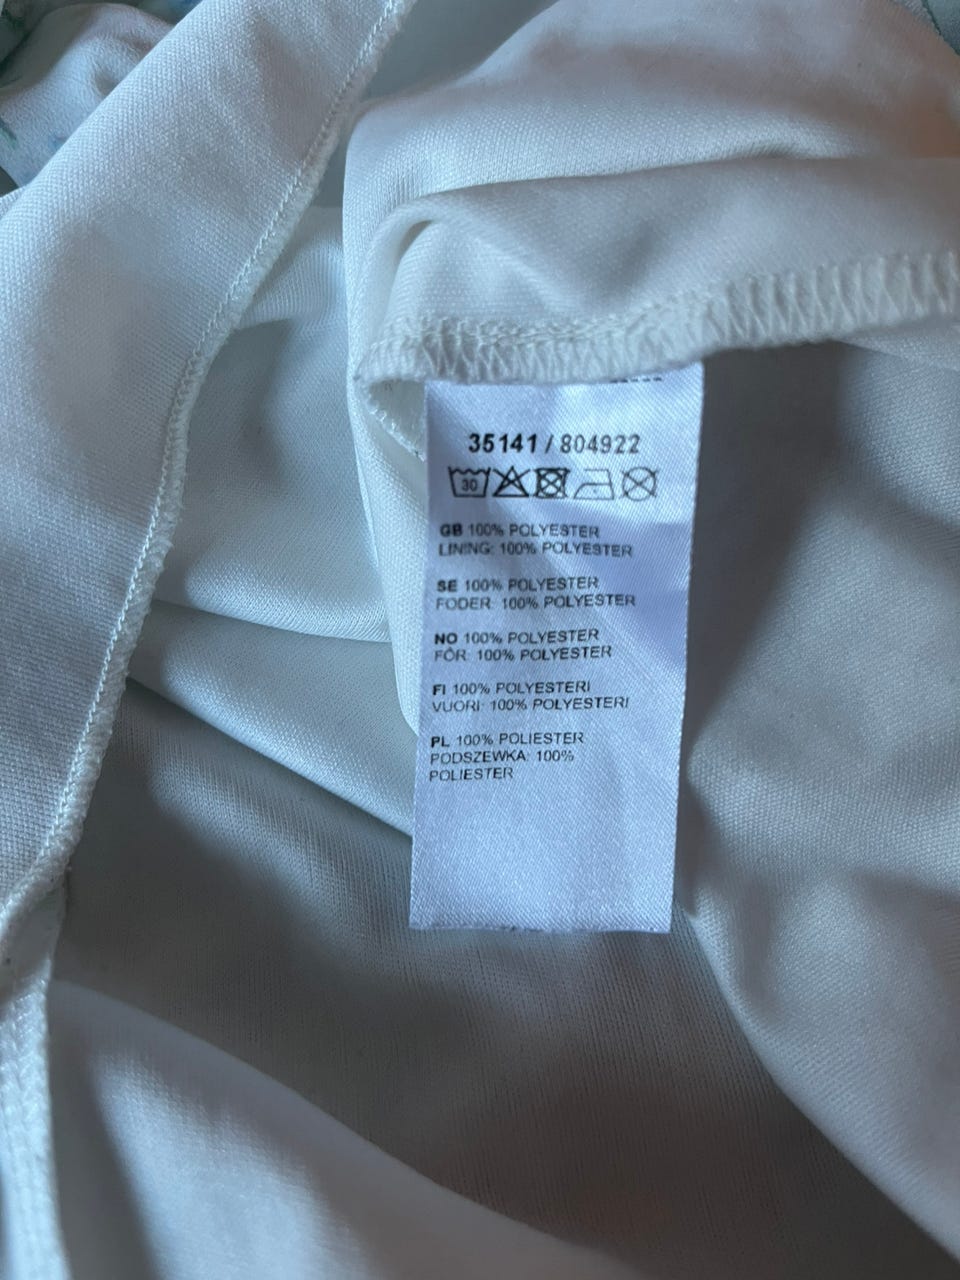 35141 / 804922
30
GB 100% POLYESTER
LINING: 100% POLYESTER
SE 100% POLYESTER
FODER: 100% POLYESTER
NO 100% POLYESTER
FÔR: 100% POLYESTER
FI 100% POLYESTERI
VUORI: 100% POLYESTERI
PL 100% POLIESTER
PODSZEWKA: 100%
POLIESTER